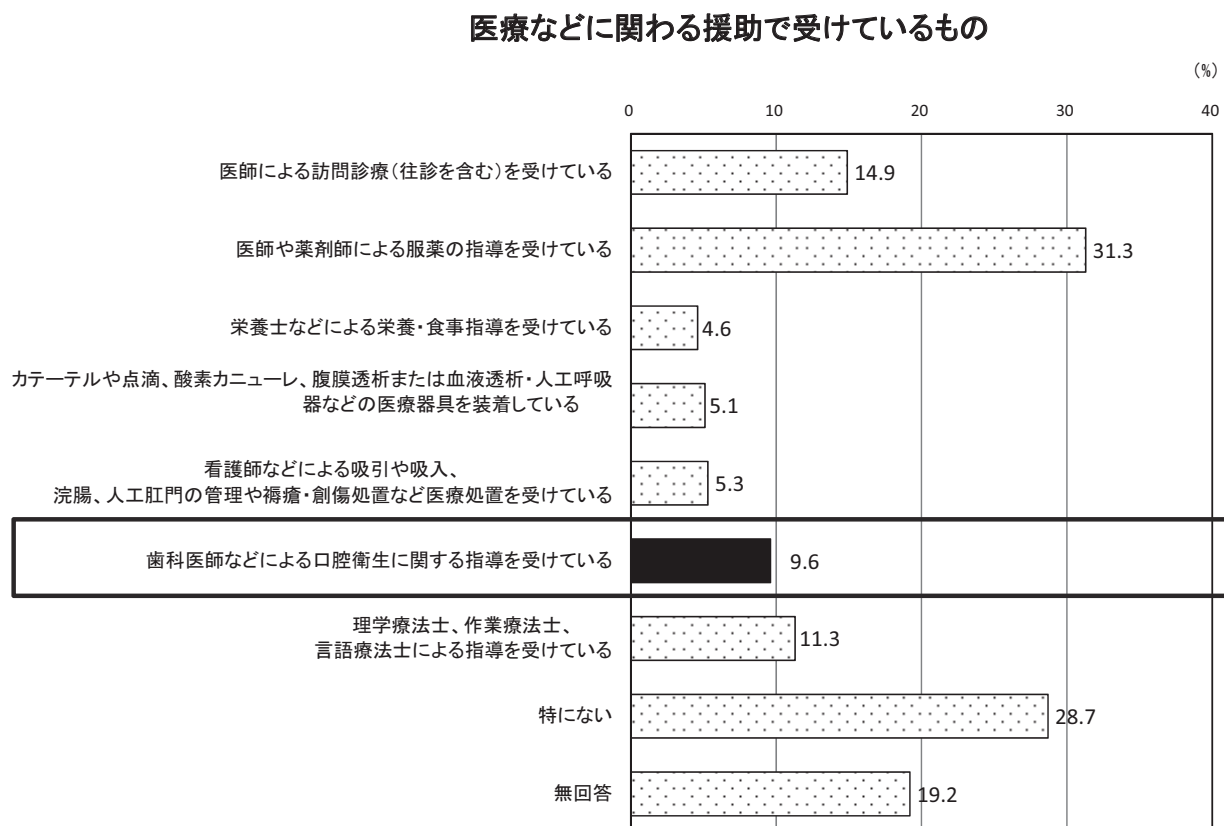 医療などに関わる援助で受けているもの
(%)
0 10 20 30 40
医師による訪問診療(往診を含む)を受けている 14.9
医師や薬剤師による服薬の指導を受けている 31.3
栄養士などによる栄養・食事指導を受けている 4.6
カテーテルや点滴、酸素カニューレ、腹膜透析または血液透析・人工呼吸
器などの医療器具を装着している 5.1
看護師などによる吸引や吸入、
浣腸、人工肛門の管理や褥瘡・創傷処置など医療処置を受けている 5.3
歯科医師などによる口腔衛生に関する指導を受けている 9.6
理学療法士、作業療法士、
言語療法士による指導を受けている 11.3
特にない 28.7
無回答 19.2